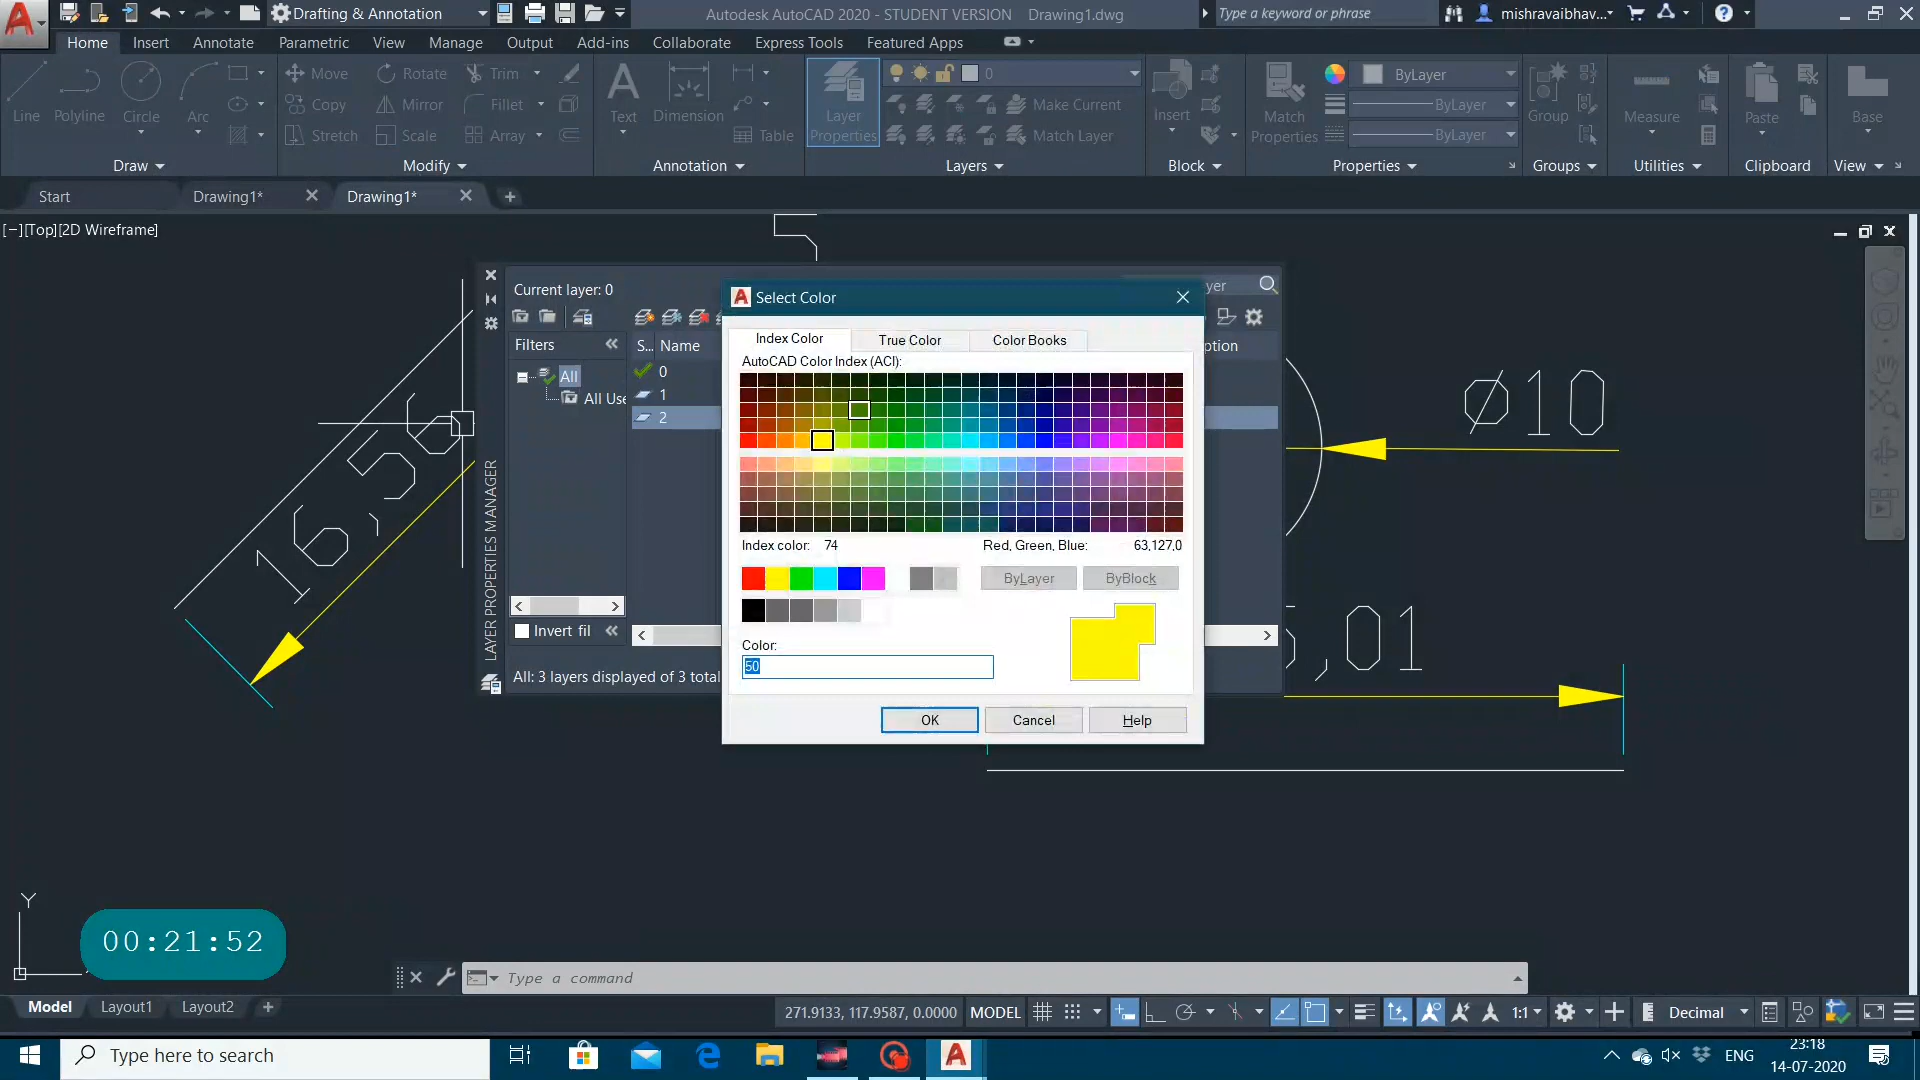 Drafting & Annotation
Autodesk AutoCAD 2020 - STUDENT VERSION Drawing1.dwg
Type a keyword or phrase
mishravaibhav...
Home Insert Annotate Parametric View Manage Output Add-ins Collaborate Express Tools Featured Apps
Line Polyline Circle Arc
Move Rotate Trim
Copy Mirror Fillet
Stretch Scale Array
Text Dimension Table
Layer Properties
0
Make Current
Match Layer
Insert
Match Properties
ByLayer
ByLayer
ByLayer
Group Measure Paste Base
Draw Modify Annotation Layers Block Properties Groups Utilities Clipboard View
Start Drawing1* Drawing1*
[−][Top][2D Wireframe]
Current layer: 0
Filters
All
All Use
S.. Name
0
1
2
yer
ption
Invert fil
All: 3 layers displayed of 3 total
LAYER PROPERTIES MANAGER
Select Color
Index Color True Color Color Books
AutoCAD Color Index (ACI):
Index color: 74 Red, Green, Blue: 63,127,0
ByLayer ByBlock
Color:
50
OK Cancel Help
16,56
⌀10
,01
Y
00:21:52
Type a command
Model Layout1 Layout2
271.9133, 117.9587, 0.0000 MODEL 1:1 Decimal
Type here to search
ENG
23:18
14-07-2020